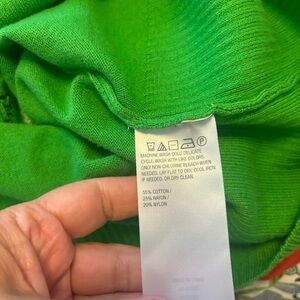 MACHINE WASH COLD DELICATE
CYCLE. WASH WITH LIKE COLORS.
ONLY NON-CHLORINE BLEACH WHEN
NEEDED. LAY FLAT TO DRY. COOL IRON
IF NEEDED. OR DRY CLEAN.
55% COTTON /
25% RAYON /
20% NYLON